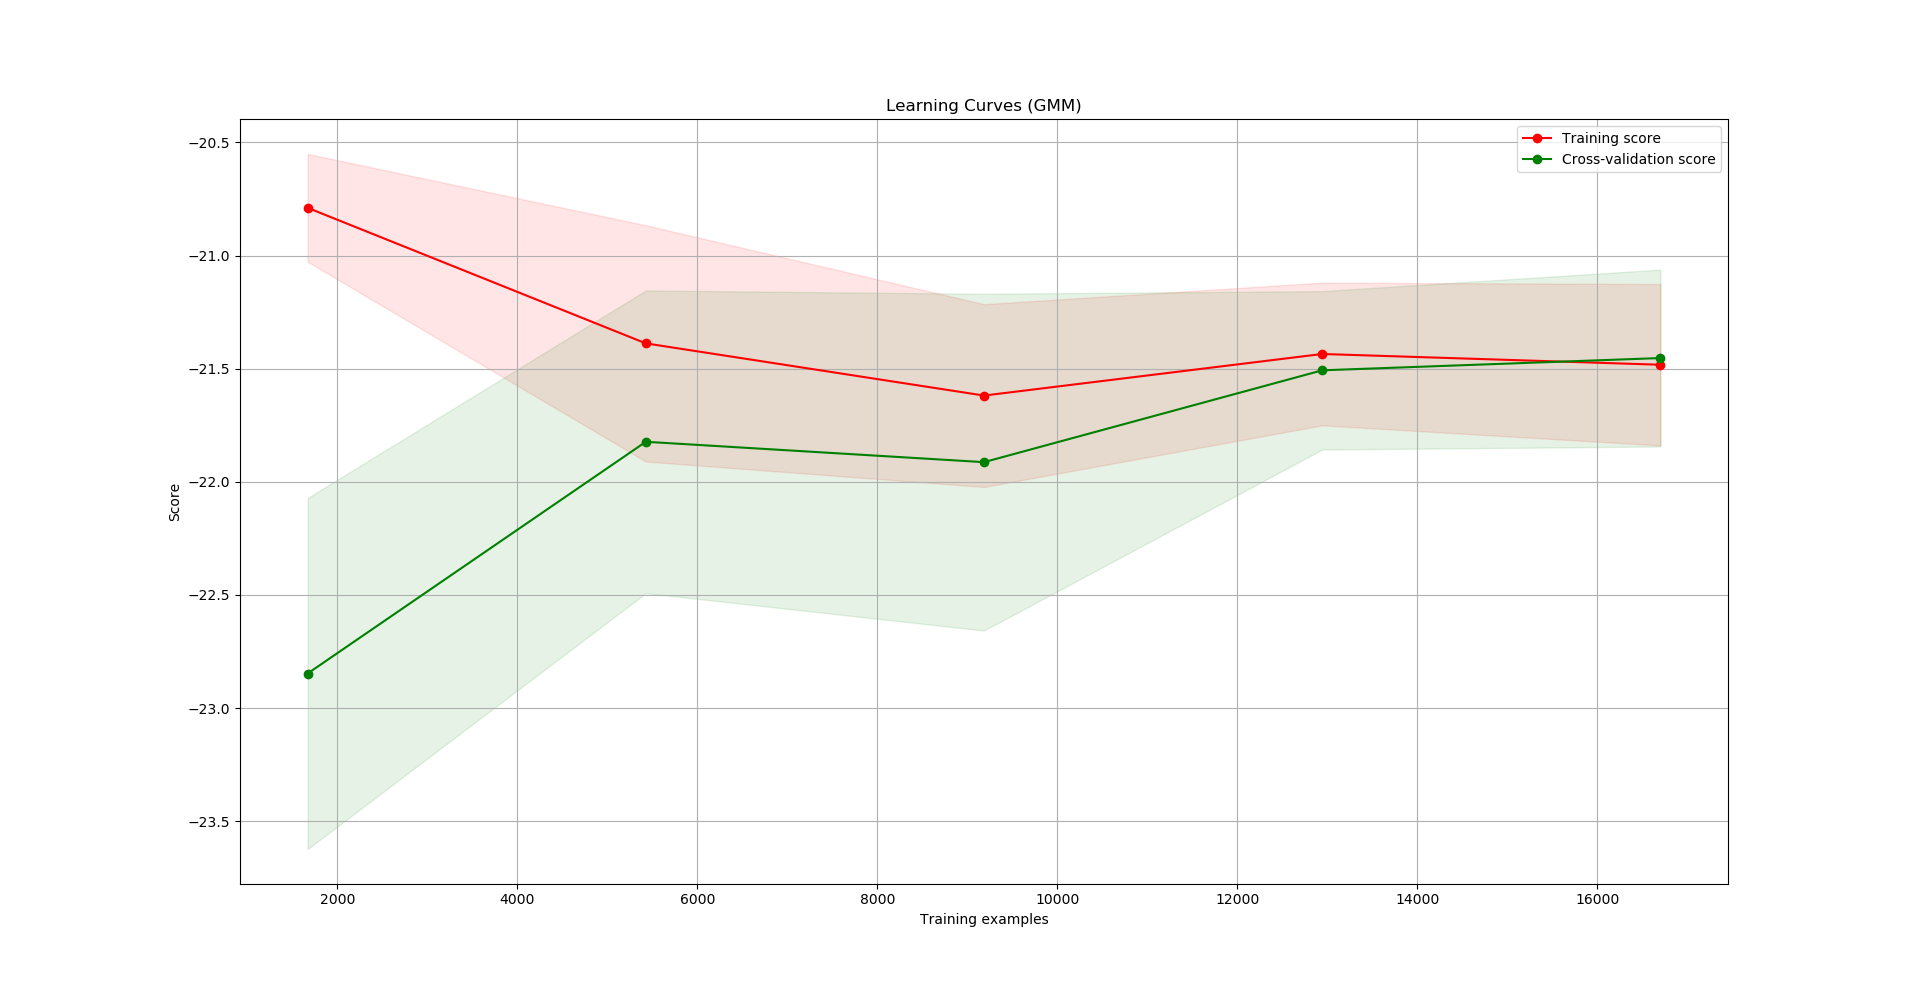 Learning Curves (GMM)
Training score
Cross-validation score
−20.5
−21.0
−21.5
−22.0
−22.5
−23.0
−23.5
Score
2000 4000 6000 8000 10000 12000 14000 16000
Training examples